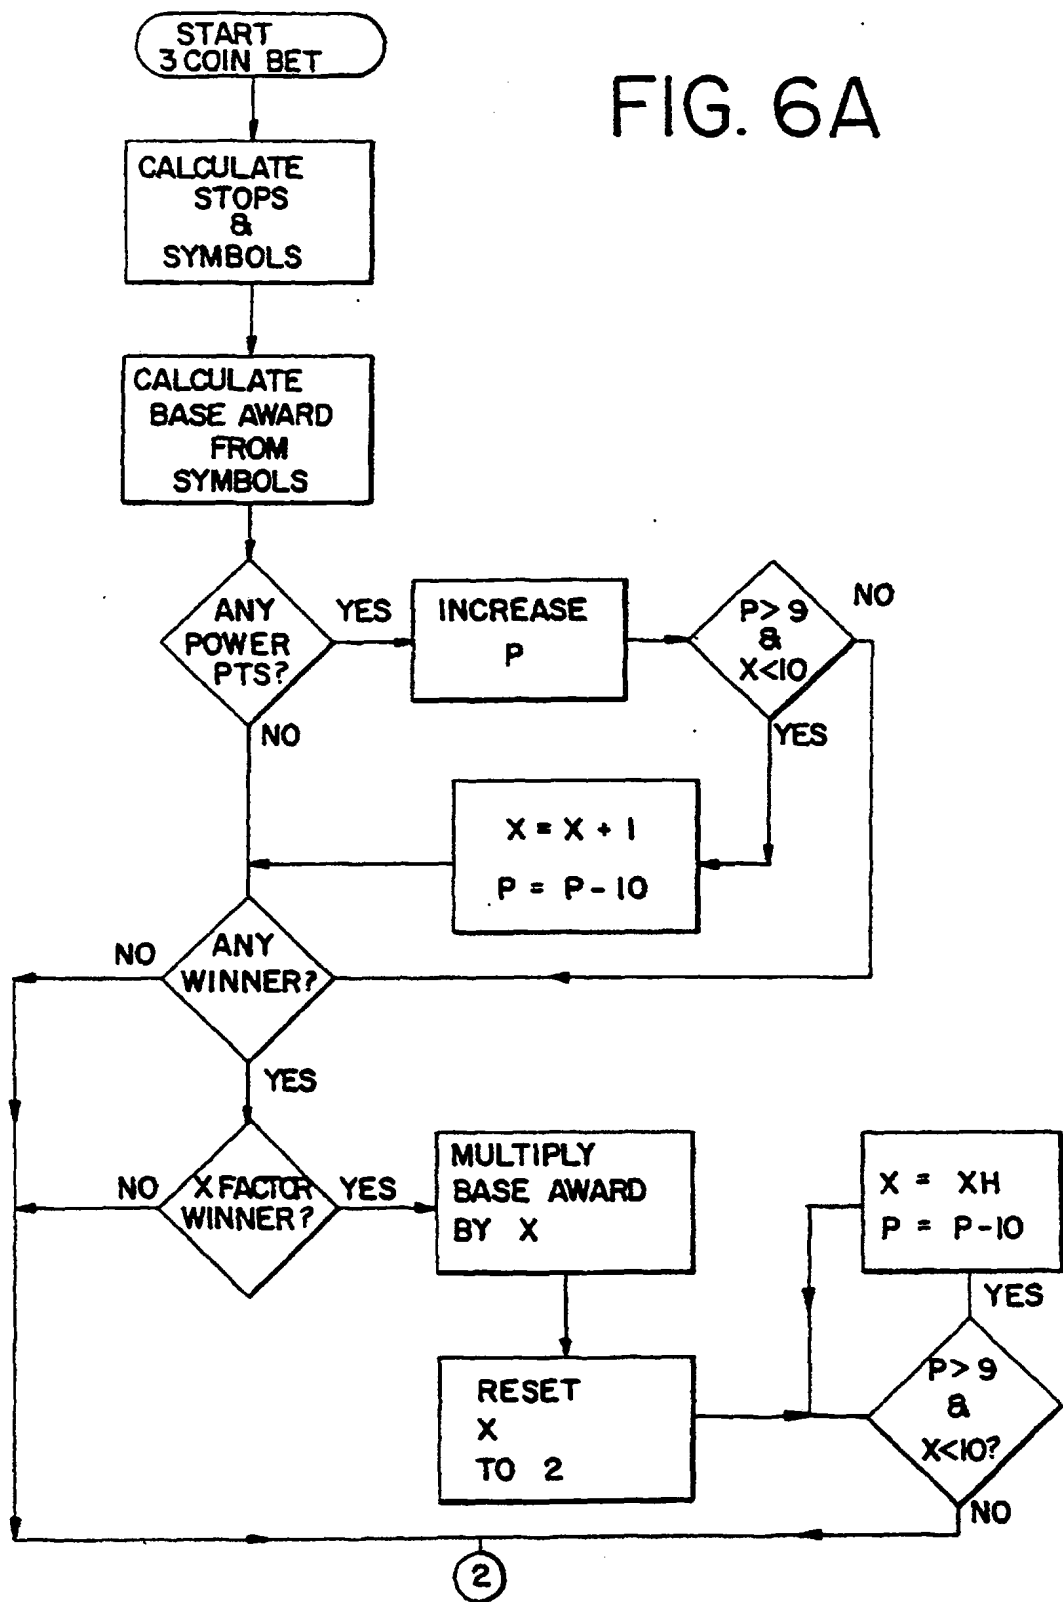 START
3 COIN BET
FIG. 6A
CALCULATE
STOPS
&
SYMBOLS
CALCULATE
BASE AWARD
FROM
SYMBOLS
ANY
POWER
PTS?
YES
INCREASE
P
P > 9
&
X<10
NO
NO
YES
X = X + 1
P = P - 10
ANY
WINNER?
NO
YES
X FACTOR
WINNER?
NO
YES
MULTIPLY
BASE AWARD
BY X
X = XH
P = P-10
YES
RESET
X
TO 2
P > 9
&
X<10?
NO
2